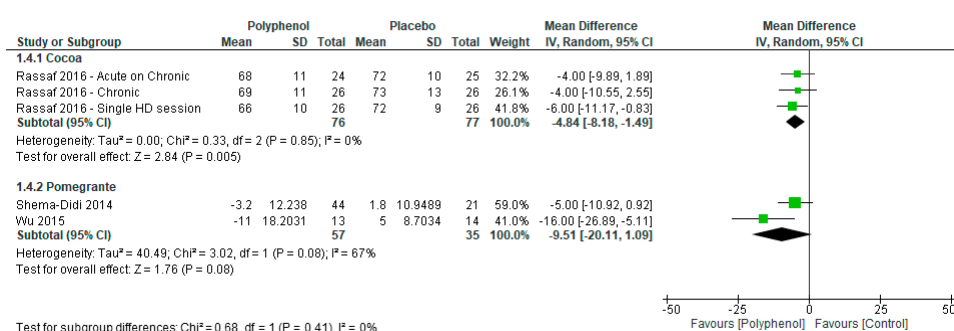 Polyphenol Placebo Mean Difference Mean Difference
Study or Subgroup Mean SD Total Mean SD Total Weight IV, Random, 95% CI IV, Random, 95% CI
1.4.1 Cocoa
Rassaf 2016 - Acute on Chronic 68 11 24 72 10 25 32.2% -4.00 [-9.89, 1.89]
Rassaf 2016 - Chronic 69 11 26 73 13 26 26.1% -4.00 [-10.55, 2.55]
Rassaf 2016 - Single HD session 66 10 26 72 9 26 41.8% -6.00 [-11.17, -0.83]
Subtotal (95% CI) 76 77 100.0% -4.84 [-8.18, -1.49]
Heterogeneity: Tau² = 0.00; Chi² = 0.33, df = 2 (P = 0.85); I² = 0%
Test for overall effect: Z = 2.84 (P = 0.005)
1.4.2 Pomegrante
Shema-Didi 2014 -3.2 12.238 44 1.8 10.9489 21 59.0% -5.00 [-10.92, 0.92]
Wu 2015 -11 18.2031 13 5 8.7034 14 41.0% -16.00 [-26.89, -5.11]
Subtotal (95% CI) 57 35 100.0% -9.51 [-20.11, 1.09]
Heterogeneity: Tau² = 40.49; Chi² = 3.02, df = 1 (P = 0.08); I² = 67%
Test for overall effect: Z = 1.76 (P = 0.08)
-50 -25 0 25 50
Favours [Polyphenol] Favours [Control]
Test for subgroup differences: Chi² = 0.68, df = 1 (P = 0.41), I² = 0%